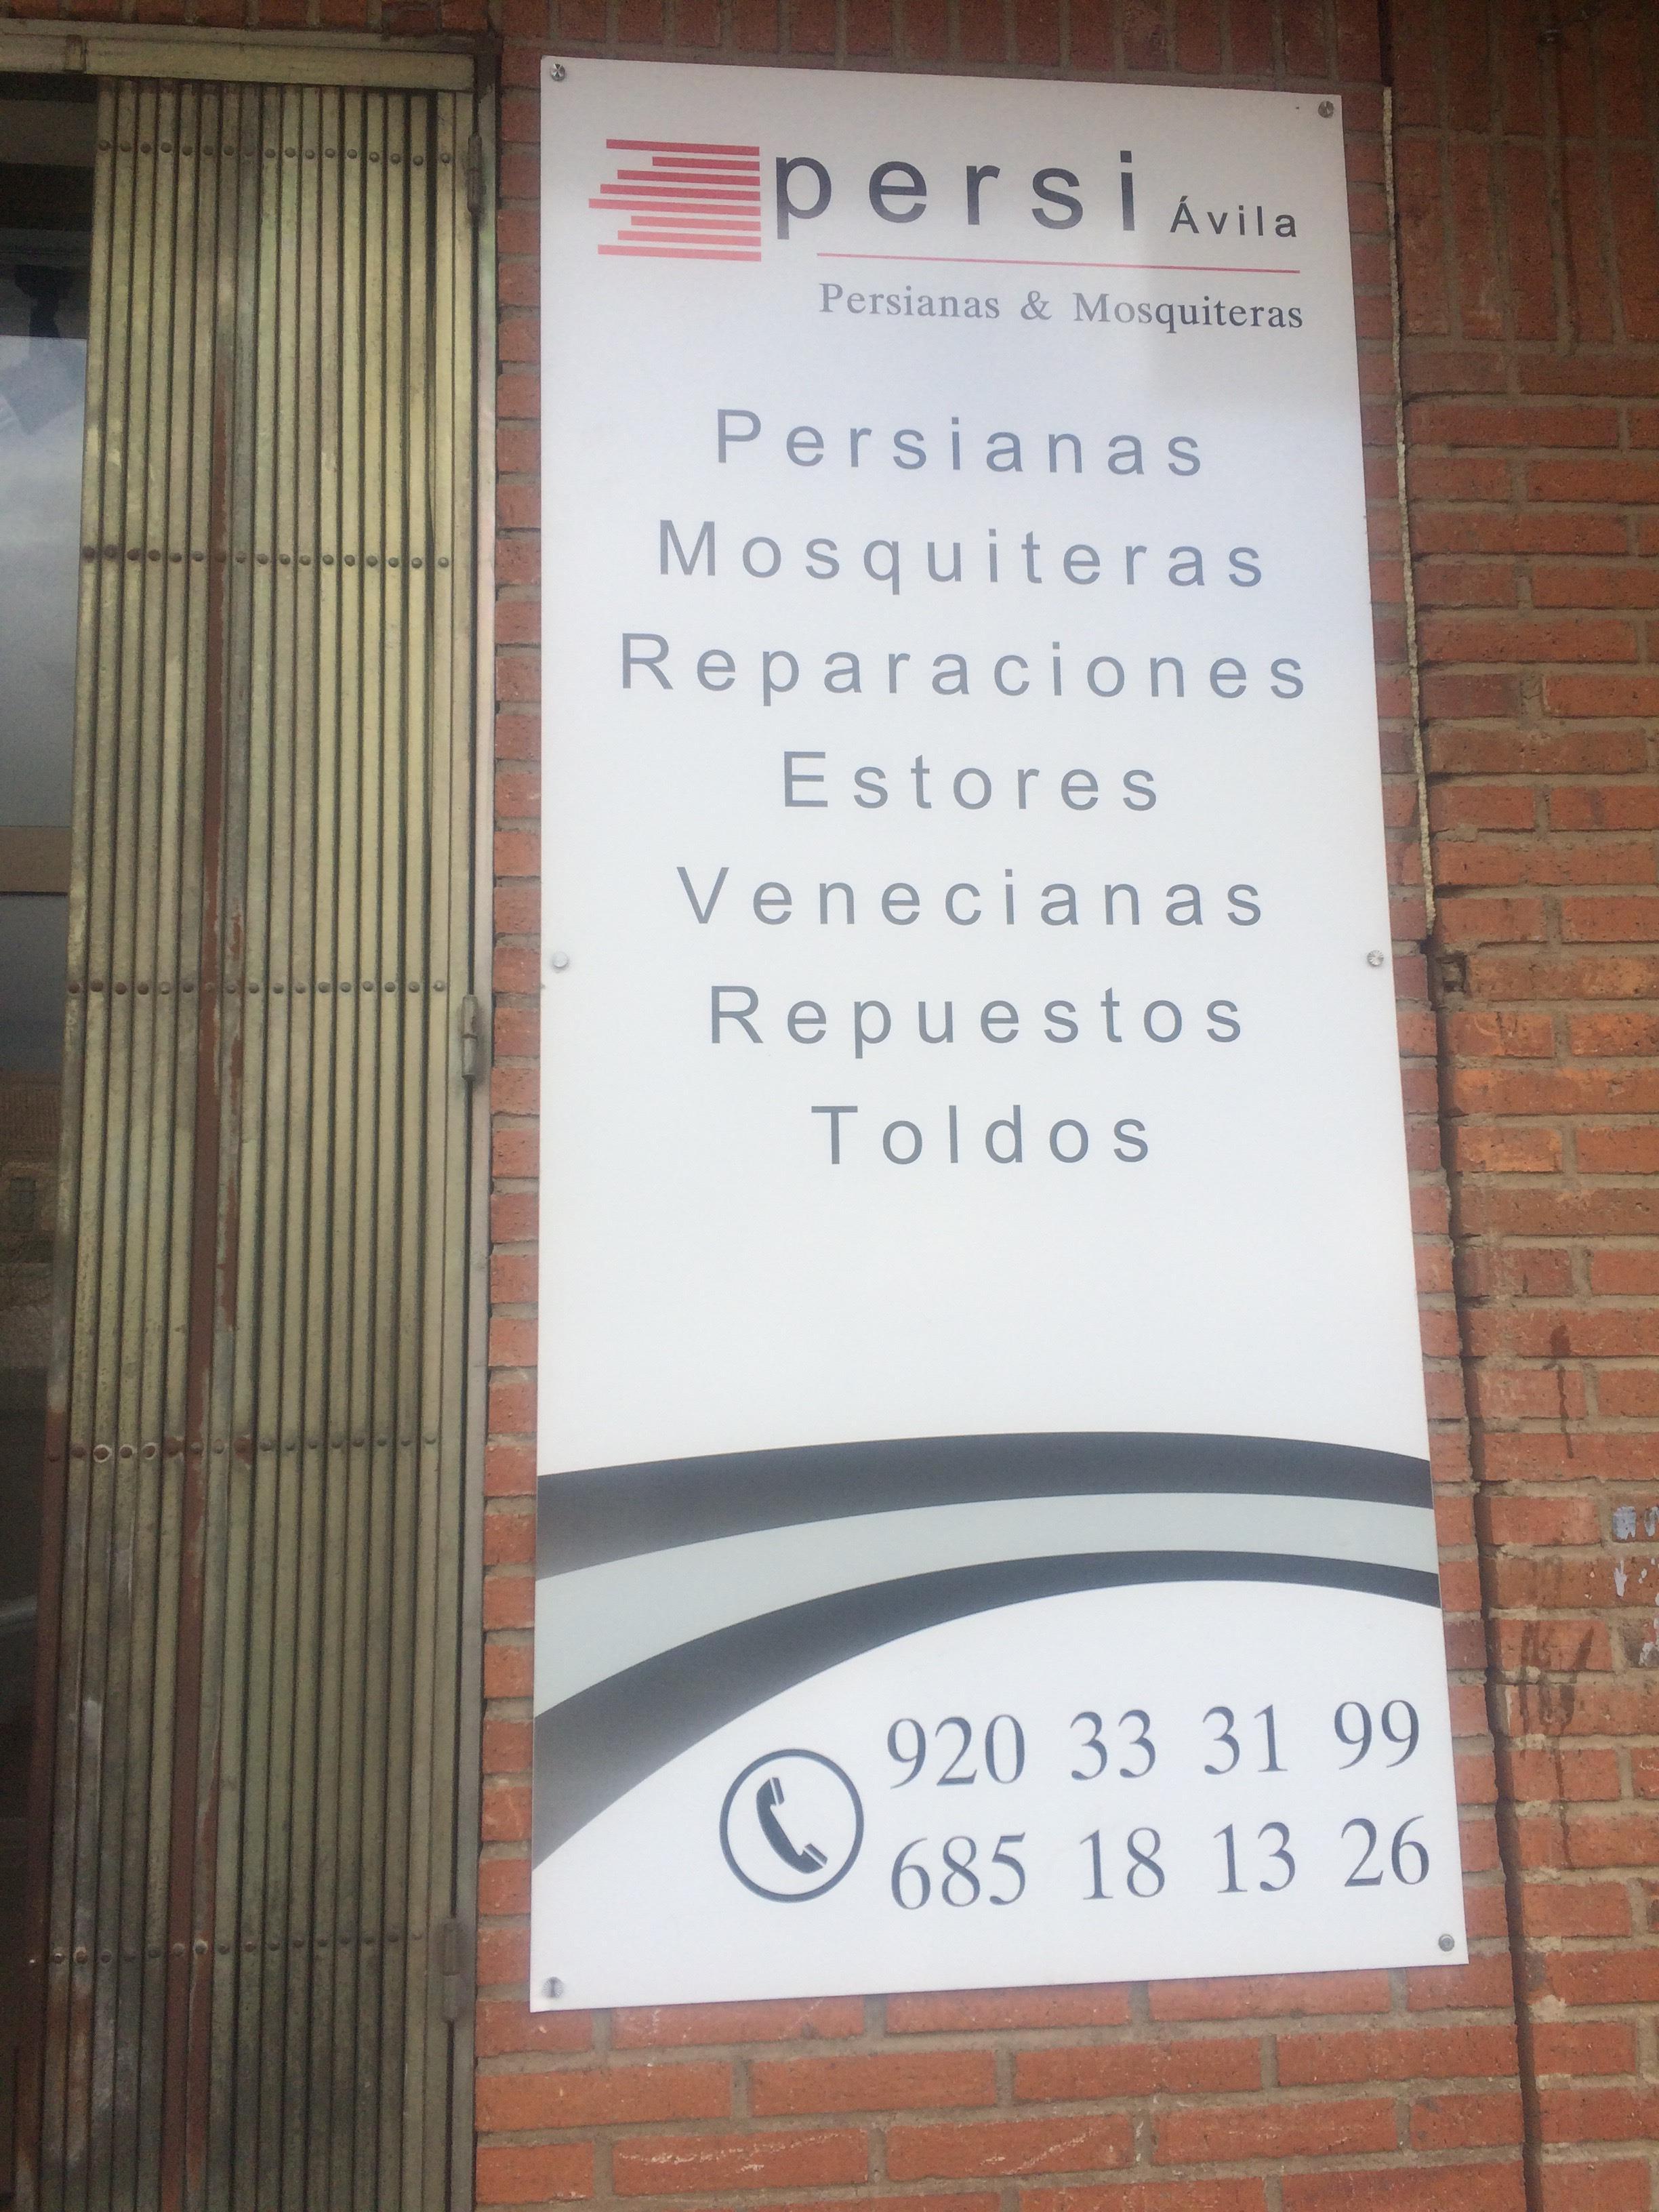 persi Ávila
Persianas & Mosquiteras
Persianas
Mosquiteras
Reparaciones
Estores
Venecianas
Repuestos
Toldos
920 33 31 99
685 18 13 26